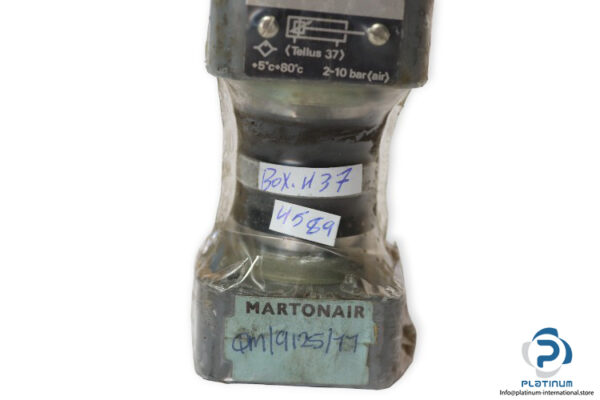 (Tellus 37)
+5°c+80°c 2-10 bar(air)
Box. H37
4589
MARTONAIR
QM/9125/77
PLATINUM
Info@platinum-international.store